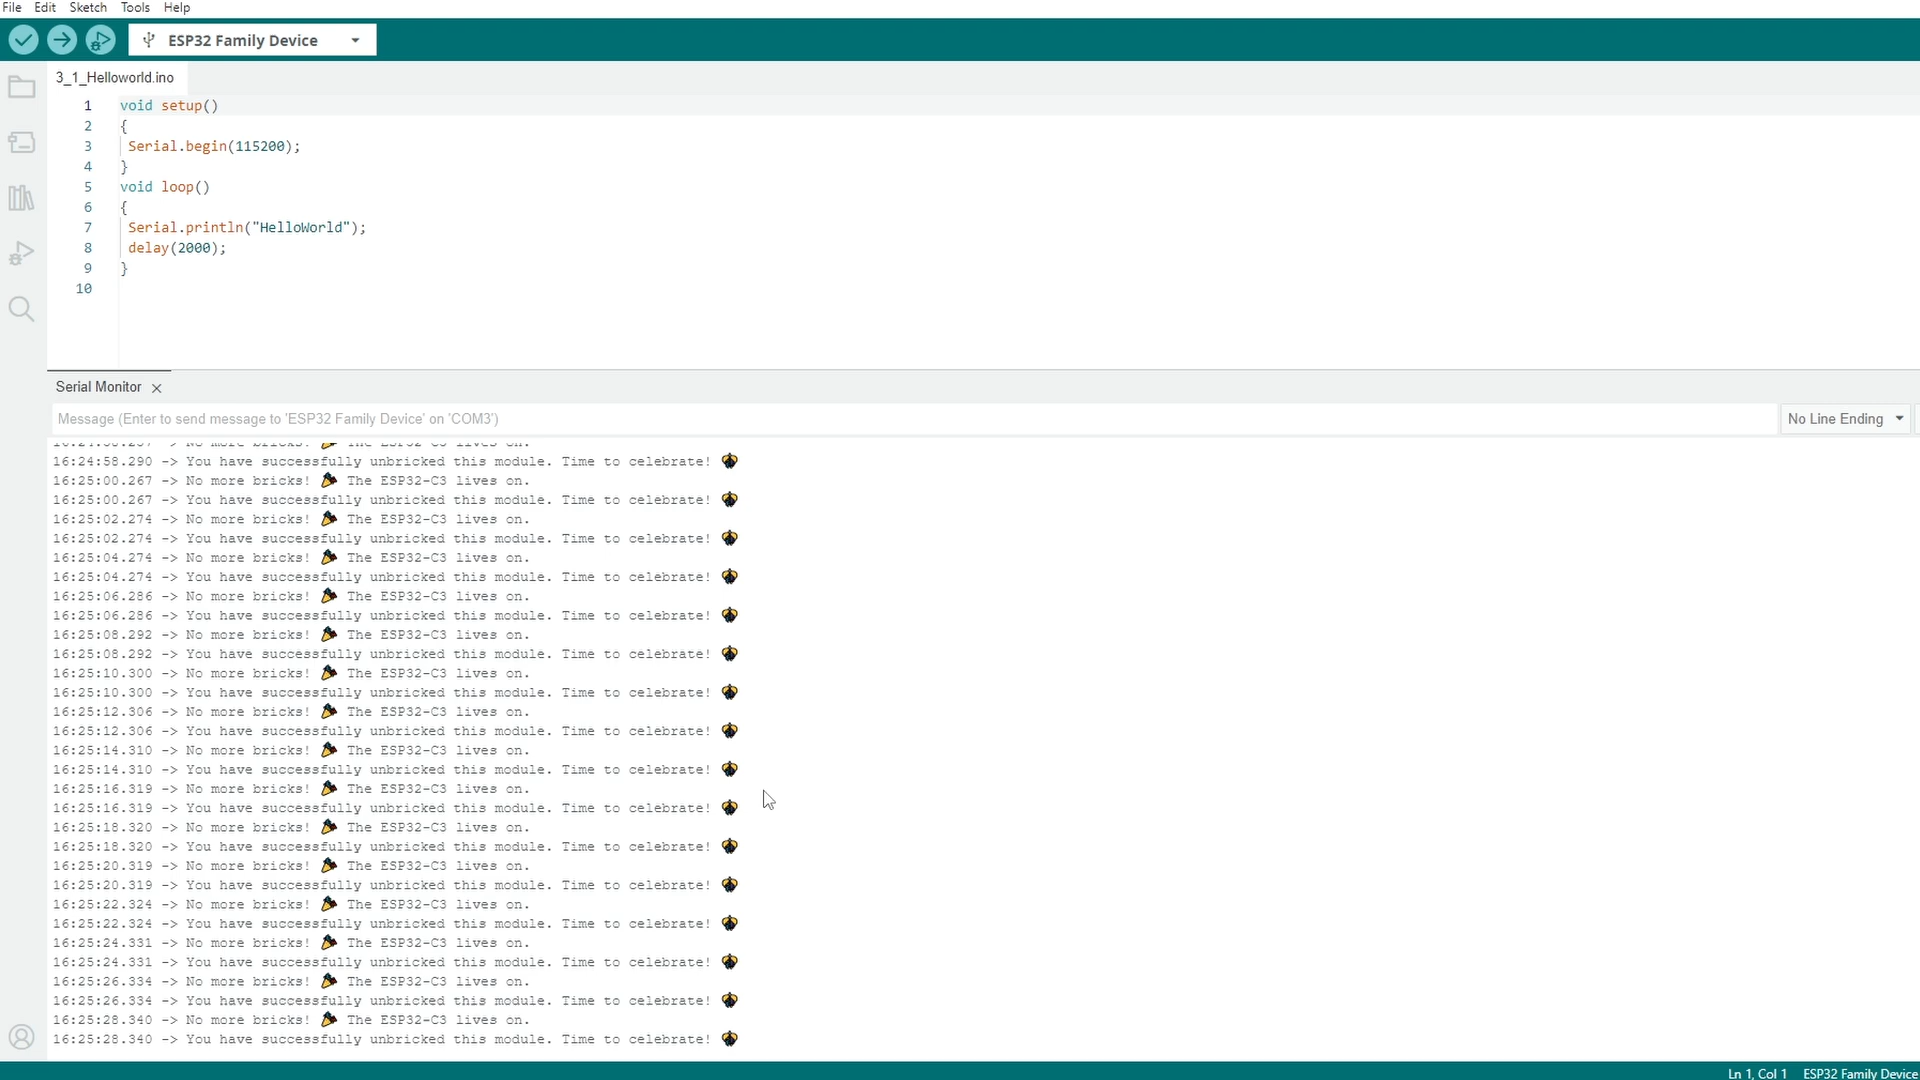 File Edit Sketch Tools Help
ESP32 Family Device
3_1_Helloworld.ino
1 void setup()
2 {
3 Serial.begin(115200);
4 }
5 void loop()
6 {
7 Serial.println("HelloWorld");
8 delay(2000);
9 }
10
Serial Monitor
Message (Enter to send message to 'ESP32 Family Device' on 'COM3')
No Line Ending
No more bricks! 🎉 The ESP32-C3 lives on.
16:24:58.290 -> You have successfully unbricked this module. Time to celebrate!
16:25:00.267 -> No more bricks! 🎉 The ESP32-C3 lives on.
16:25:00.267 -> You have successfully unbricked this module. Time to celebrate!
16:25:02.274 -> No more bricks! 🎉 The ESP32-C3 lives on.
16:25:02.274 -> You have successfully unbricked this module. Time to celebrate!
16:25:04.274 -> No more bricks! 🎉 The ESP32-C3 lives on.
16:25:04.274 -> You have successfully unbricked this module. Time to celebrate!
16:25:06.286 -> No more bricks! 🎉 The ESP32-C3 lives on.
16:25:06.286 -> You have successfully unbricked this module. Time to celebrate!
16:25:08.292 -> No more bricks! 🎉 The ESP32-C3 lives on.
16:25:08.292 -> You have successfully unbricked this module. Time to celebrate!
16:25:10.300 -> No more bricks! 🎉 The ESP32-C3 lives on.
16:25:10.300 -> You have successfully unbricked this module. Time to celebrate!
16:25:12.306 -> No more bricks! 🎉 The ESP32-C3 lives on.
16:25:12.306 -> You have successfully unbricked this module. Time to celebrate!
16:25:14.310 -> No more bricks! 🎉 The ESP32-C3 lives on.
16:25:14.310 -> You have successfully unbricked this module. Time to celebrate!
16:25:16.319 -> No more bricks! 🎉 The ESP32-C3 lives on.
16:25:16.319 -> You have successfully unbricked this module. Time to celebrate!
16:25:18.320 -> No more bricks! 🎉 The ESP32-C3 lives on.
16:25:18.320 -> You have successfully unbricked this module. Time to celebrate!
16:25:20.319 -> No more bricks! 🎉 The ESP32-C3 lives on.
16:25:20.319 -> You have successfully unbricked this module. Time to celebrate!
16:25:22.324 -> No more bricks! 🎉 The ESP32-C3 lives on.
16:25:22.324 -> You have successfully unbricked this module. Time to celebrate!
16:25:24.331 -> No more bricks! 🎉 The ESP32-C3 lives on.
16:25:24.331 -> You have successfully unbricked this module. Time to celebrate!
16:25:26.334 -> No more bricks! 🎉 The ESP32-C3 lives on.
16:25:26.334 -> You have successfully unbricked this module. Time to celebrate!
16:25:28.340 -> No more bricks! 🎉 The ESP32-C3 lives on.
16:25:28.340 -> You have successfully unbricked this module. Time to celebrate!
Ln 1, Col 1 ESP32 Family Device